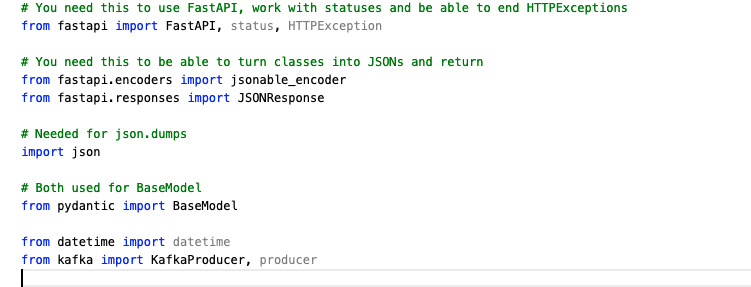 # You need this to use FastAPI, work with statuses and be able to end HTTPExceptions
from fastapi import FastAPI, status, HTTPException
# You need this to be able to turn classes into JSONs and return
from fastapi.encoders import jsonable_encoder
from fastapi.responses import JSONResponse
# Needed for json.dumps
import json
# Both used for BaseModel
from pydantic import BaseModel
from datetime import datetime
from kafka import KafkaProducer, producer